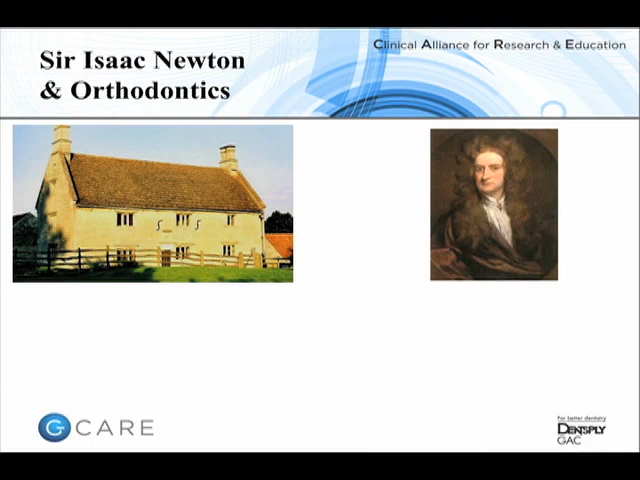 Clinical Alliance for Research & Education
Sir Isaac Newton
& Orthodontics
G CARE
For better dentistry
DENTSPLY
GAC